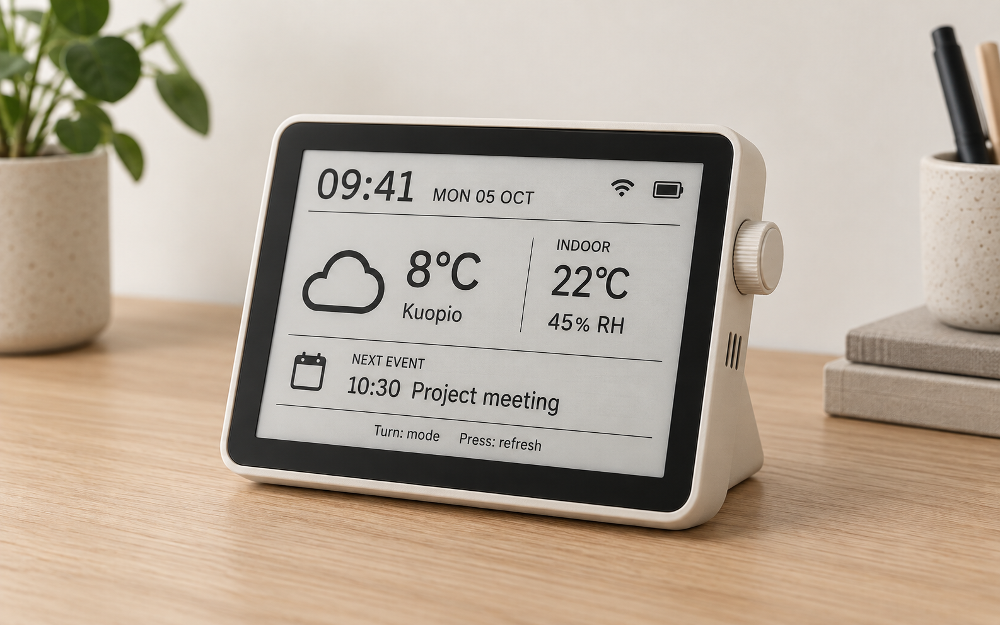 09:41 MON 05 OCT
8°C
Kuopio
INDOOR
22°C
45% RH
NEXT EVENT
10:30 Project meeting
Turn: mode Press: refresh